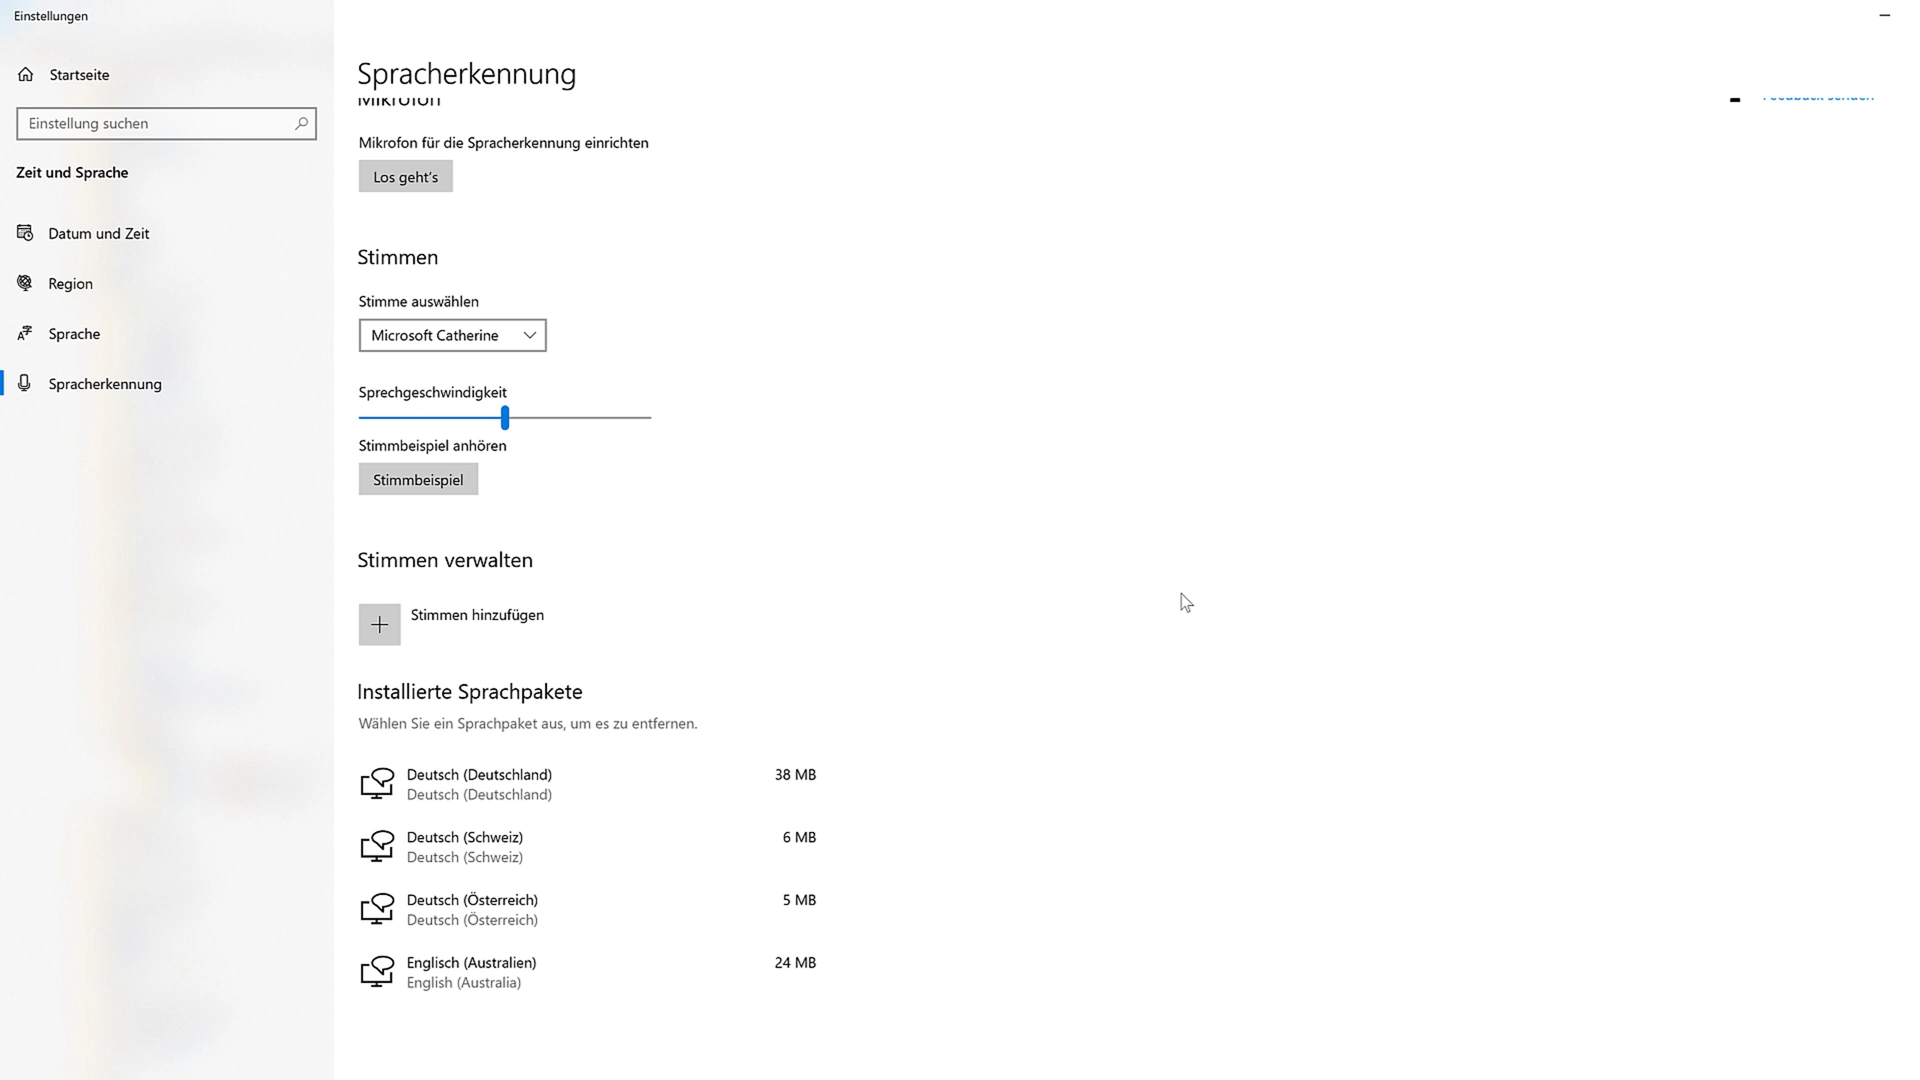 Einstellungen
Startseite
Einstellung suchen
Zeit und Sprache
Datum und Zeit
Region
Sprache
Spracherkennung
Spracherkennung
Mikrofon
Feedback senden
Mikrofon für die Spracherkennung einrichten
Los geht's
Stimmen
Stimme auswählen
Microsoft Catherine
Sprechgeschwindigkeit
Stimmbeispiel anhören
Stimmbeispiel
Stimmen verwalten
Stimmen hinzufügen
Installierte Sprachpakete
Wählen Sie ein Sprachpaket aus, um es zu entfernen.
Deutsch (Deutschland) 38 MB
Deutsch (Deutschland)
Deutsch (Schweiz) 6 MB
Deutsch (Schweiz)
Deutsch (Österreich) 5 MB
Deutsch (Österreich)
Englisch (Australien) 24 MB
English (Australia)